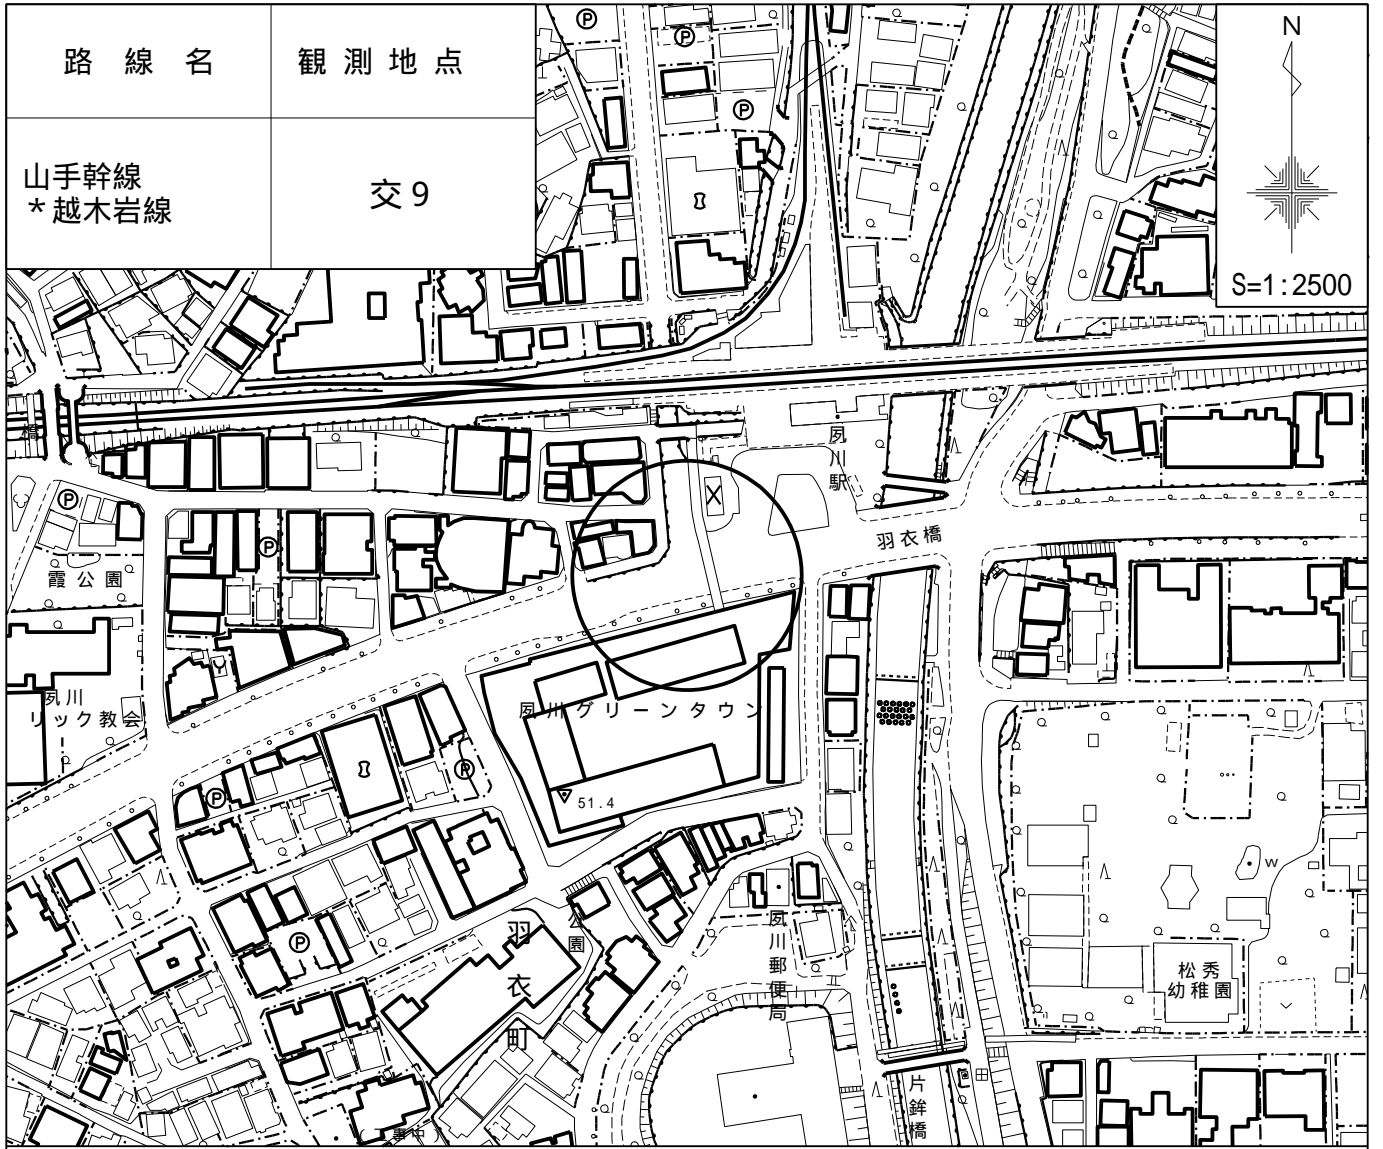 路線名
観測地点
山手幹線
*越木岩線
交9
N
S=1:2500
P
P
P
橋
夙川駅
P
P
羽衣橋
霞公園
夙川
リック教会
夙川グリーンタウン
51.4
P
P
P
W
羽衣町
公園
夙川郵便局
松秀
幼稚園
片鉾橋